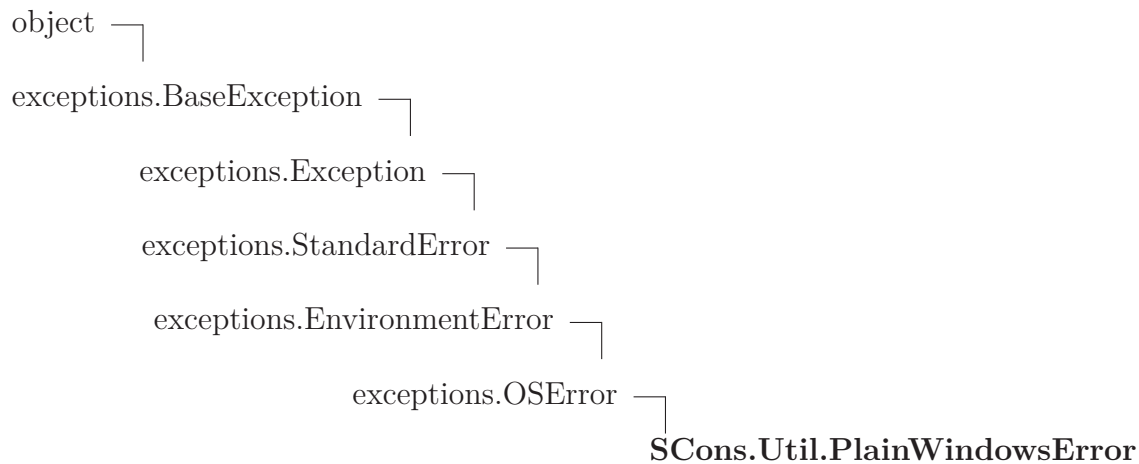 object
exceptions.BaseException
exceptions.Exception
exceptions.StandardError
exceptions.EnvironmentError
exceptions.OSError
SCons.Util.PlainWindowsError